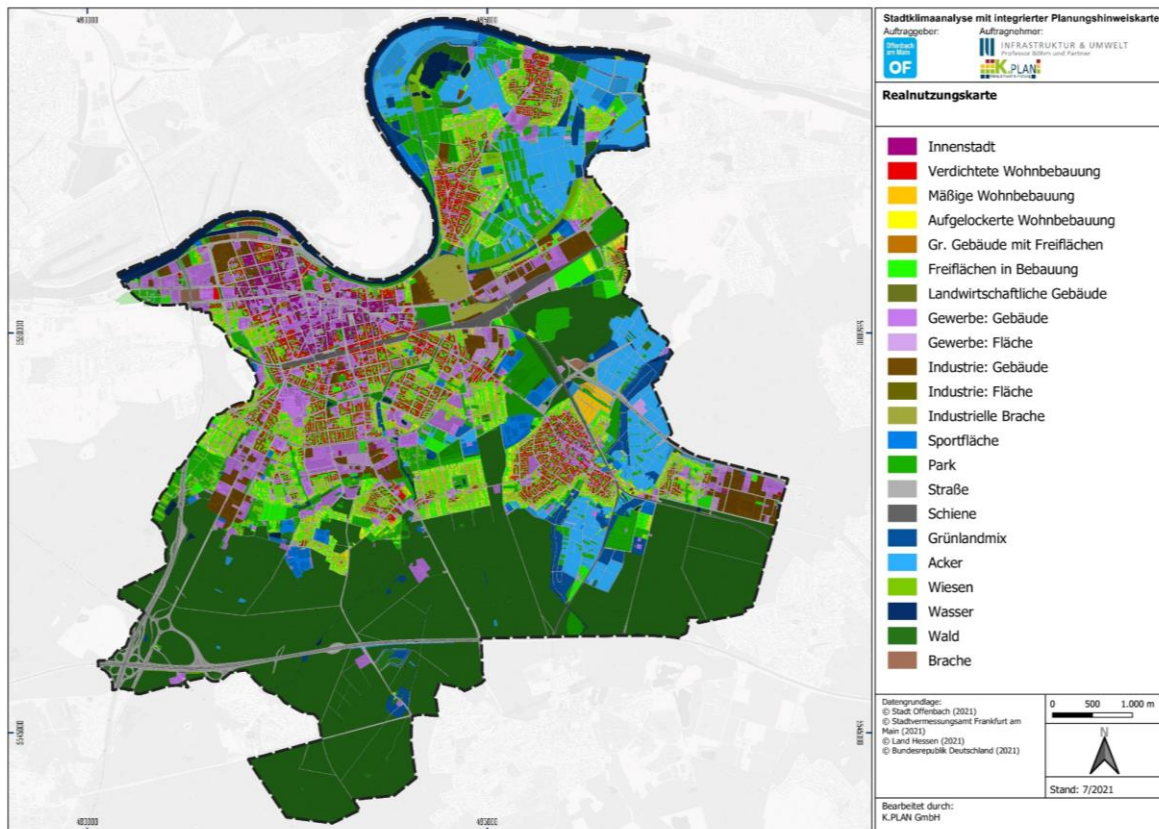 Stadtklimaanalyse mit integrierter Planungshinweiskarte
Auftraggeber:
Auftragnehmer:
Offenbach
am Main
OF
INFRASTRUKTUR & UMWELT
Professor Böhm und Partner
K.PLAN
Realnutzungskarte
Innenstadt
Verdichtete Wohnbebauung
Mäßige Wohnbebauung
Aufgelockerte Wohnbebauung
Gr. Gebäude mit Freiflächen
Freiflächen in Bebauung
Landwirtschaftliche Gebäude
Gewerbe: Gebäude
Gewerbe: Fläche
Industrie: Gebäude
Industrie: Fläche
Industrielle Brache
Sportfläche
Park
Straße
Schiene
Grünlandmix
Acker
Wiesen
Wasser
Wald
Brache
Datengrundlage:
© Stadt Offenbach (2021)
© Stadtvermessungsamt Frankfurt am
Main (2021)
© Land Hessen (2021)
© Bundesrepublik Deutschland (2021)
0 500 1.000 m
N
Stand: 7/2021
Bearbeitet durch:
K.PLAN GmbH